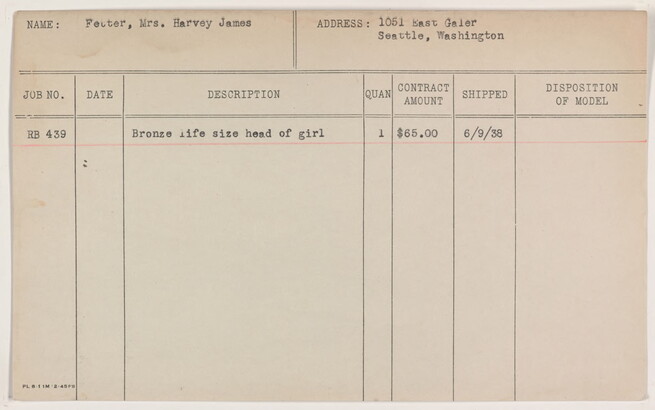 NAME: Fetter, Mrs. Harvey James
ADDRESS: 1051 East Galer
Seattle, Washington
JOB NO. DATE DESCRIPTION QUAN CONTRACT AMOUNT SHIPPED DISPOSITION OF MODEL
RB 439 Bronze life size head of girl 1 $65.00 6/9/38